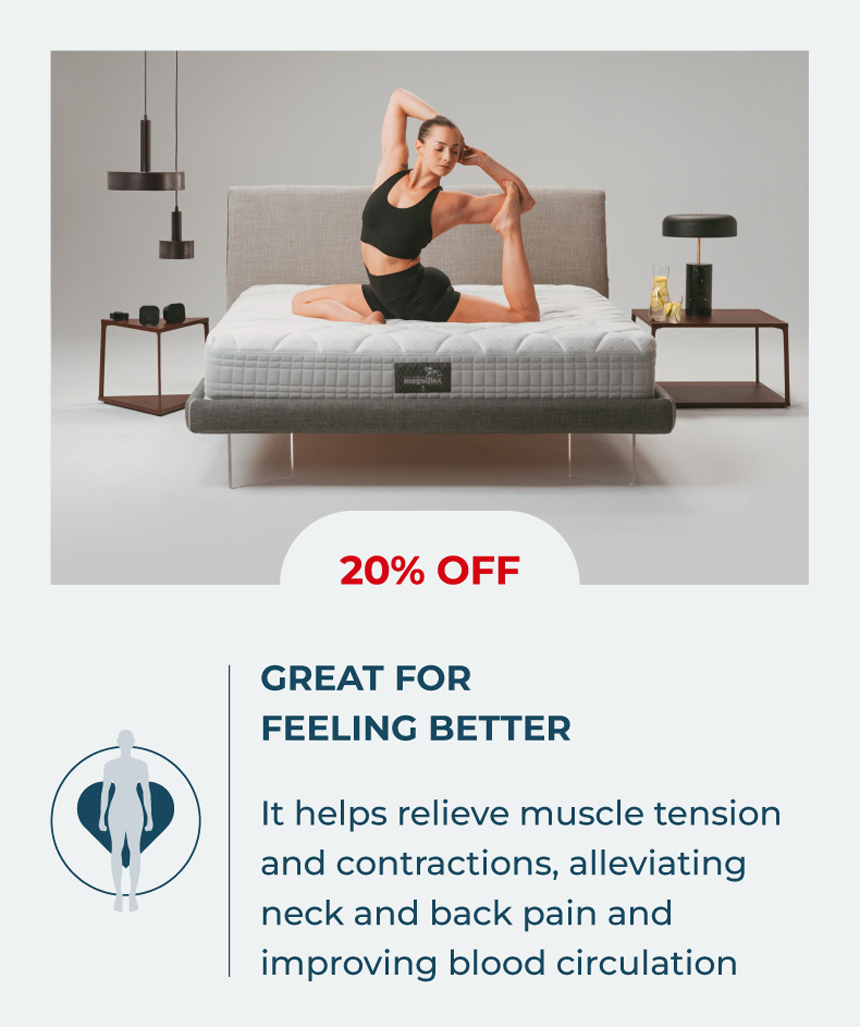 magniflex
20% OFF
GREAT FOR
FEELING BETTER
It helps relieve muscle tension
and contractions, alleviating
neck and back pain and
improving blood circulation